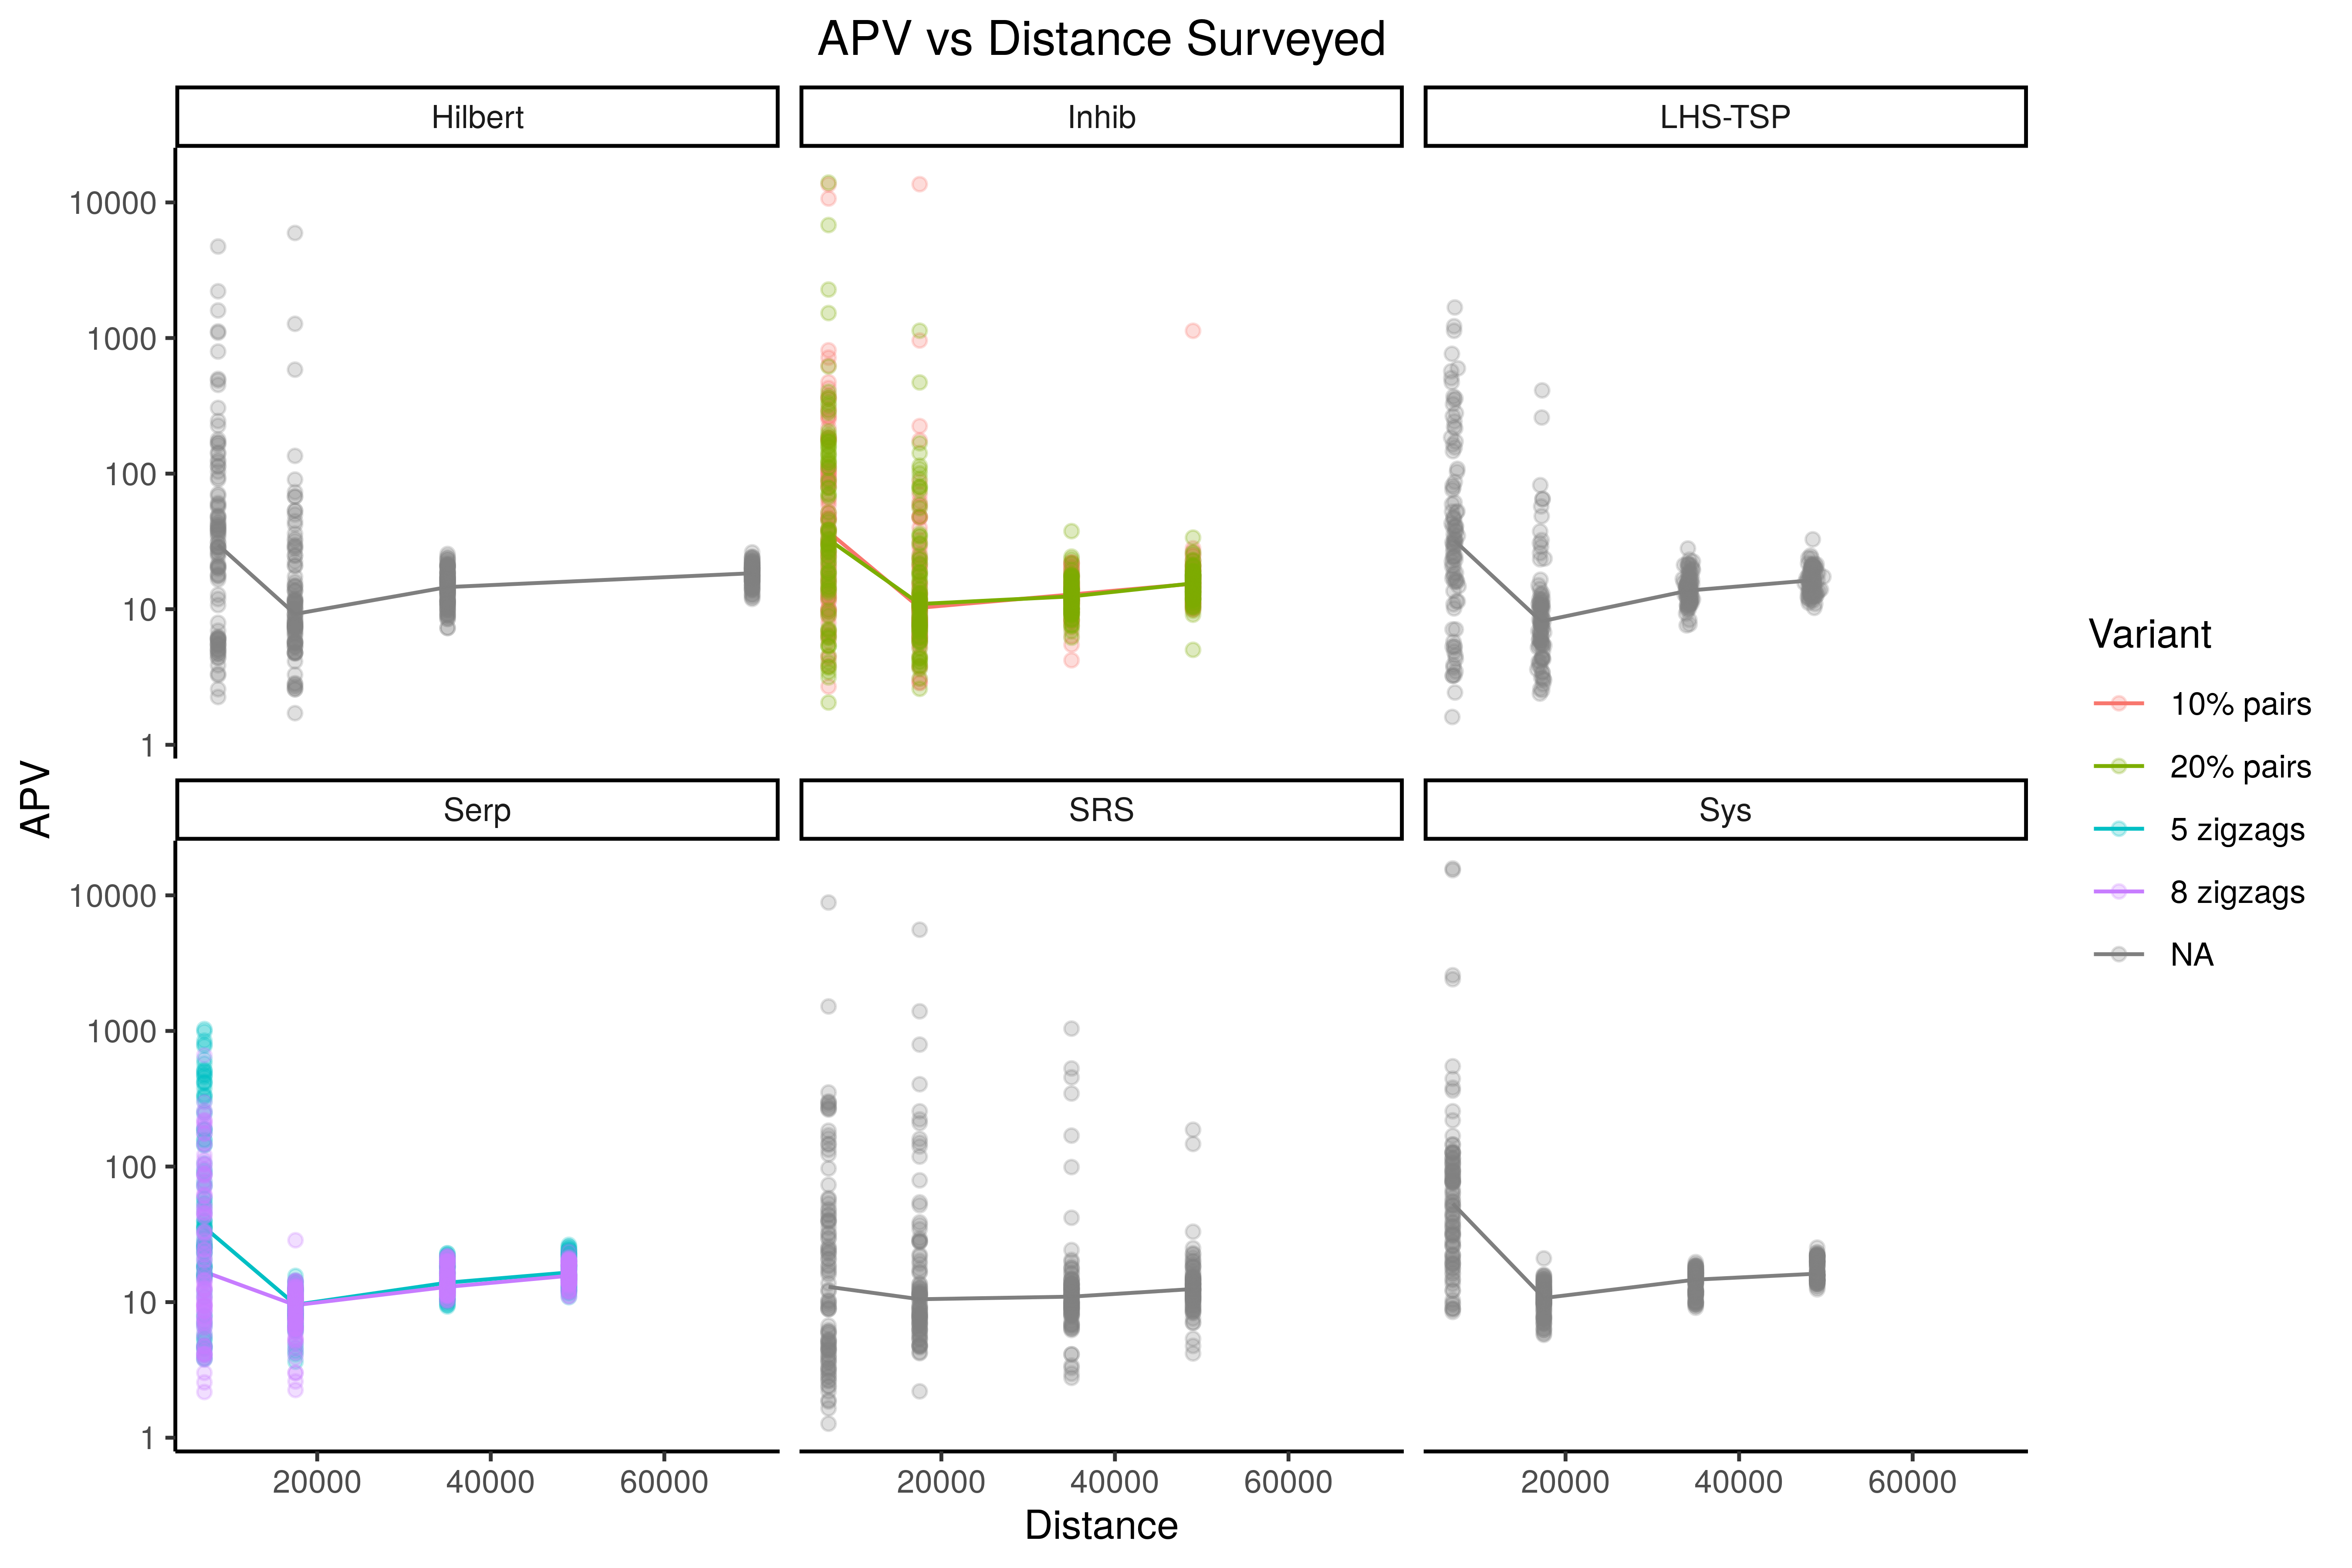 APV vs Distance Surveyed
Hilbert
Inhib
LHS-TSP
10000
1000
100
10
1
APV
Serp
SRS
Sys
10000
1000
100
10
1
20000 40000 60000
20000 40000 60000
20000 40000 60000
Distance
Variant
10% pairs
20% pairs
5 zigzags
8 zigzags
NA